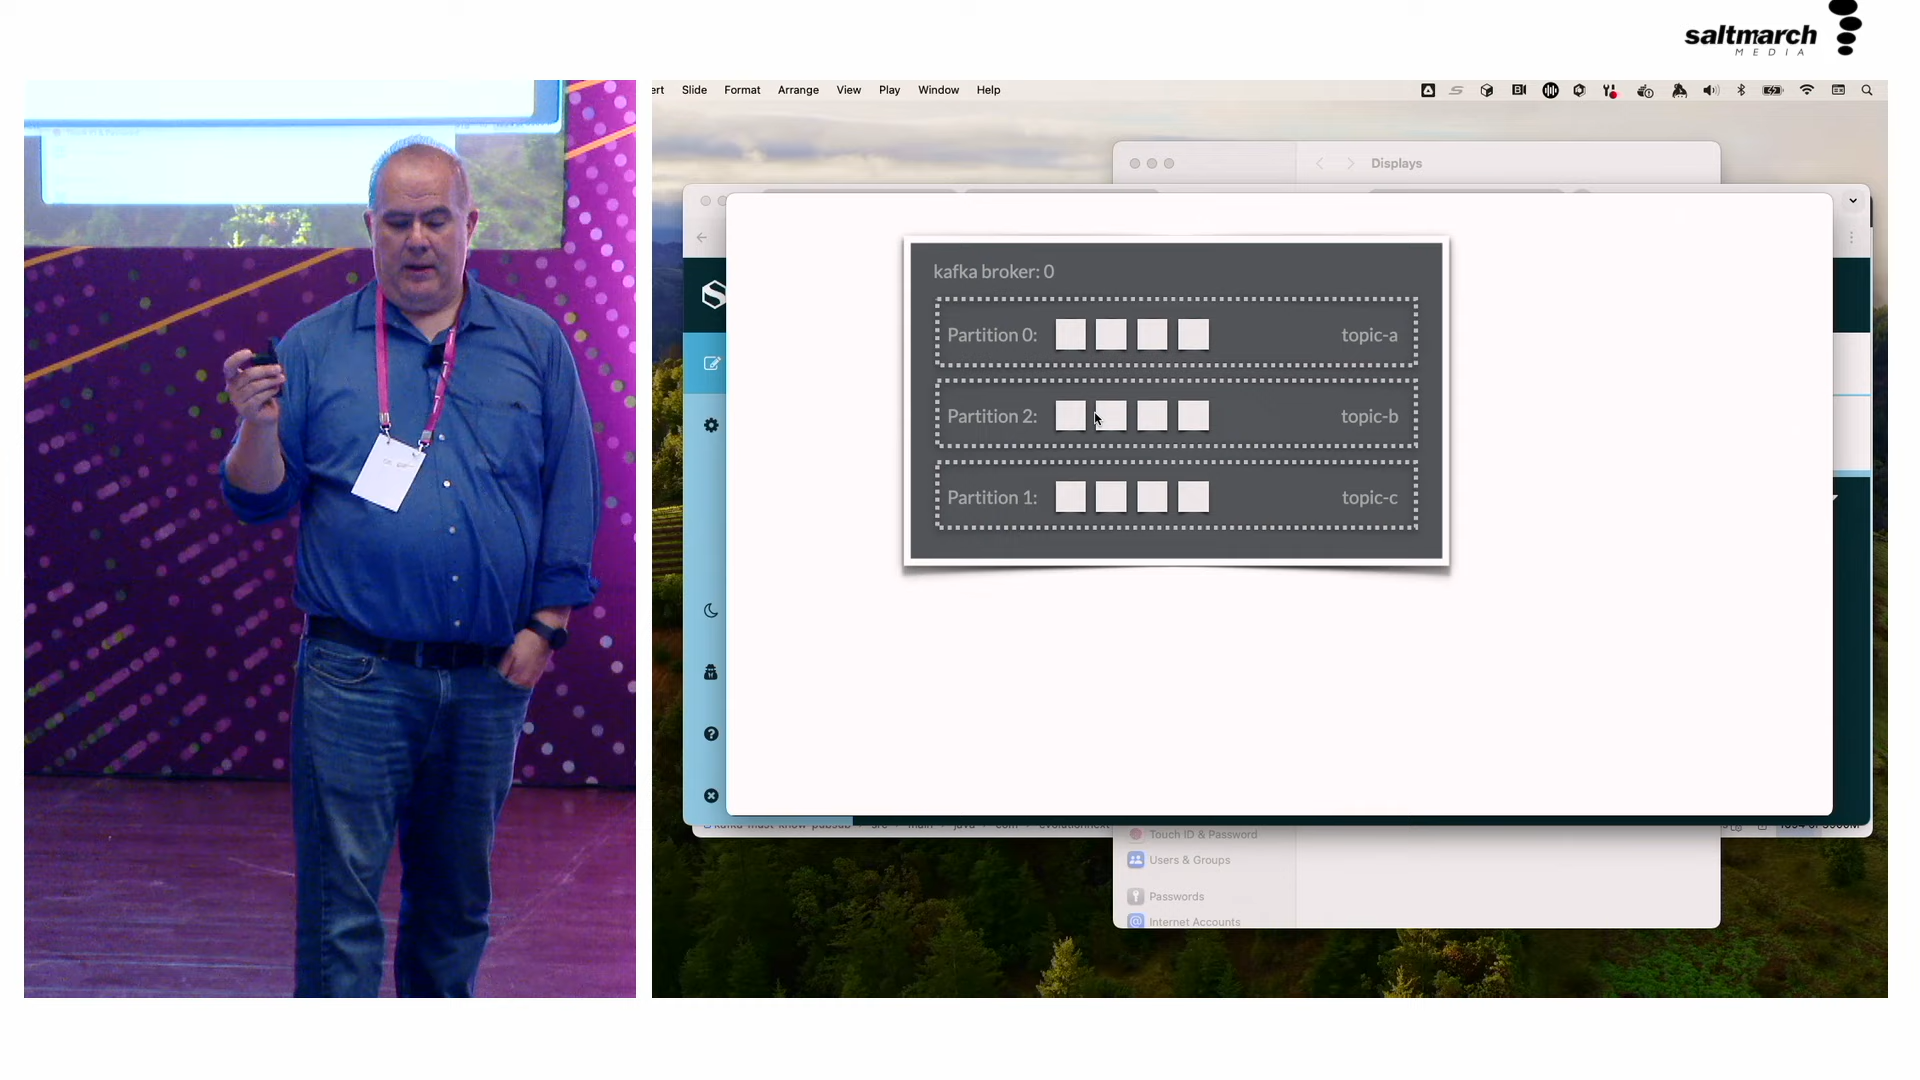 saltmarch
MEDIA
Slide Format Arrange View Play Window Help
Displays
kafka broker: 0
Partition 0: topic-a
Partition 2: topic-b
Partition 1: topic-c
Touch ID & Password
Users & Groups
Passwords
Internet Accounts